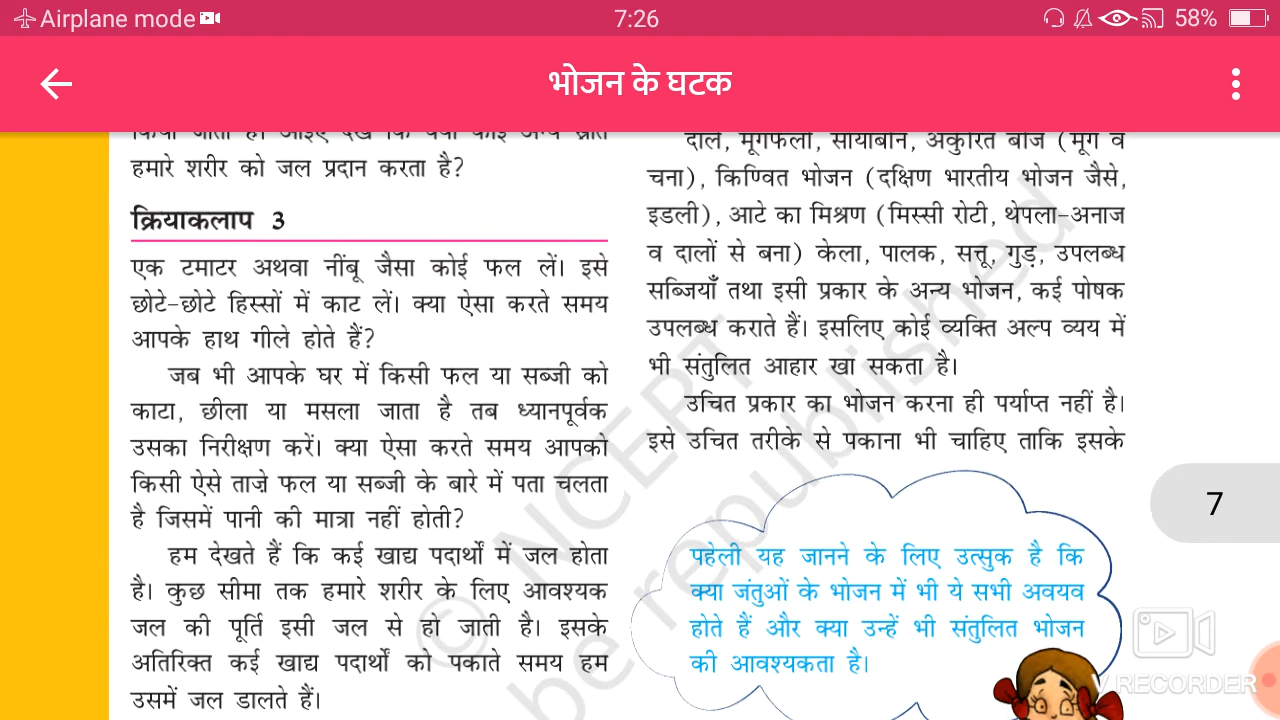 Airplane mode
7:26
58%
भोजन के घटक
हमारे शरीर को जल प्रदान करता है?
क्रियाकलाप 3
एक टमाटर अथवा नींबू जैसा कोई फल लें। इसे
छोटे-छोटे हिस्सों में काट लें। क्या ऐसा करते समय
आपके हाथ गीले होते हैं?
जब भी आपके घर में किसी फल या सब्जी को
काटा, छीला या मसला जाता है तब ध्यानपूर्वक
उसका निरीक्षण करें। क्या ऐसा करते समय आपको
किसी ऐसे ताज़े फल या सब्जी के बारे में पता चलता
है जिसमें पानी की मात्रा नहीं होती?
हम देखते हैं कि कई खाद्य पदार्थों में जल होता
है। कुछ सीमा तक हमारे शरीर के लिए आवश्यक
जल की पूर्ति इसी जल से हो जाती है। इसके
अतिरिक्त कई खाद्य पदार्थों को पकाते समय हम
उसमें जल डालते हैं।
दालें, मूँगफली, सोयाबीन, अंकुरित बीज (मूँग व
चना), किण्वित भोजन (दक्षिण भारतीय भोजन जैसे,
इडली), आटे का मिश्रण (मिस्सी रोटी, थेपला-अनाज
व दालों से बना) केला, पालक, सत्तू, गुड़, उपलब्ध
सब्जियाँ तथा इसी प्रकार के अन्य भोजन, कई पोषक
उपलब्ध कराते हैं। इसलिए कोई व्यक्ति अल्प व्यय में
भी संतुलित आहार खा सकता है।
उचित प्रकार का भोजन करना ही पर्याप्त नहीं है।
इसे उचित तरीके से पकाना भी चाहिए ताकि इसके
पहेली यह जानने के लिए उत्सुक है कि
क्या जंतुओं के भोजन में भी ये सभी अवयव
होते हैं और क्या उन्हें भी संतुलित भोजन
की आवश्यकता है।
7
© NCERT
be republished
V RECORDER